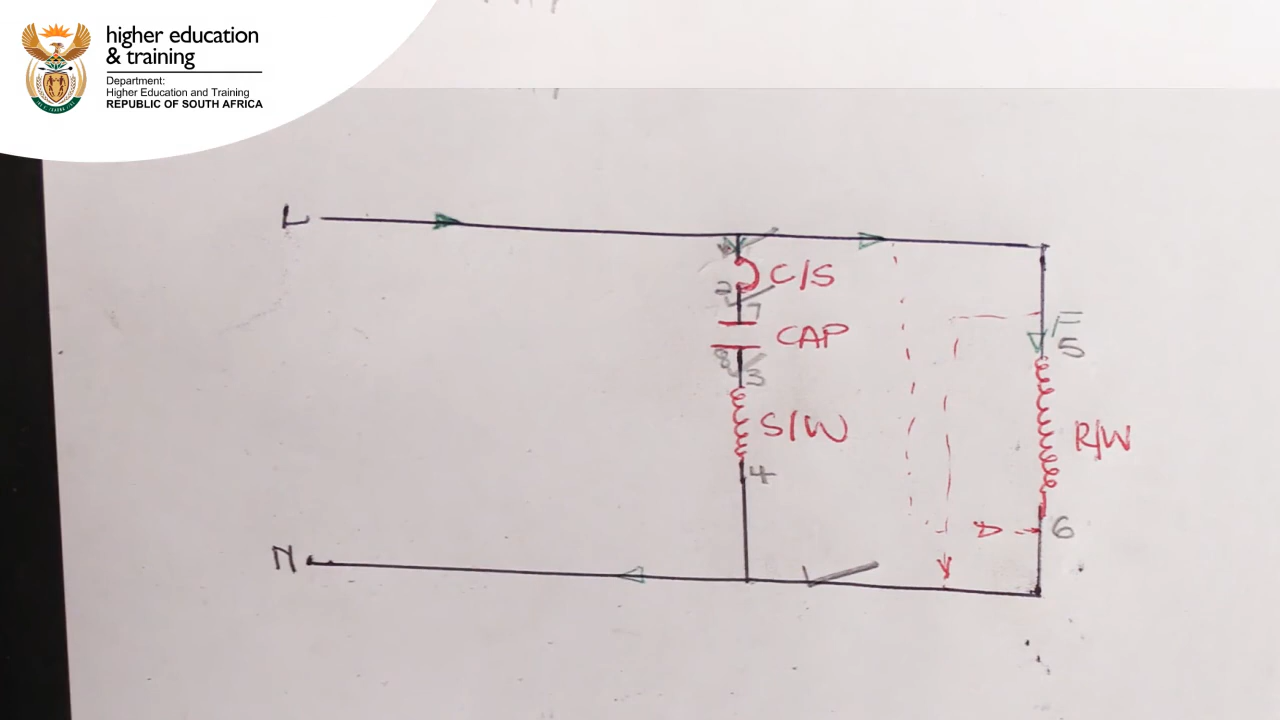 higher education
& training
Department:
Higher Education and Training
REPUBLIC OF SOUTH AFRICA
L
C/S
2
7
CAP
8
3
S/W
4
5
R/W
6
N